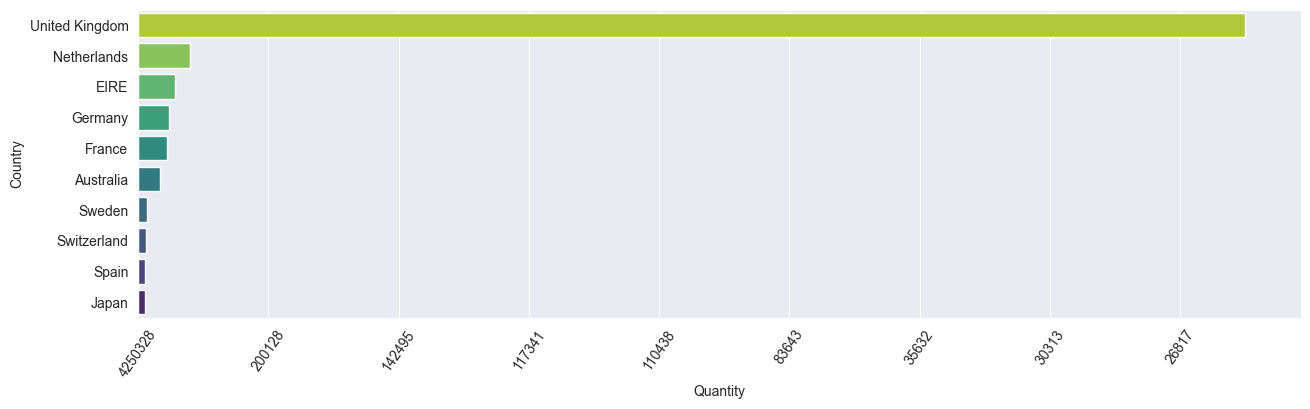 United Kingdom
Netherlands
EIRE
Germany
France
Australia
Sweden
Switzerland
Spain
Japan
Country
4250328
200128
142495
117341
110438
83643
35632
30313
26817
Quantity